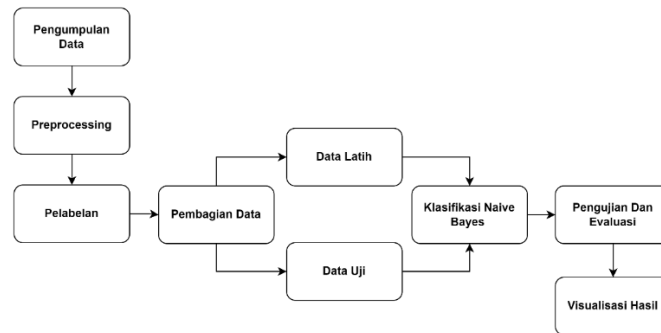 Pengumpulan
Data
Preprocessing
Pelabelan
Pembagian Data
Data Latih
Data Uji
Klasifikasi Naive
Bayes
Pengujian Dan
Evaluasi
Visualisasi Hasil